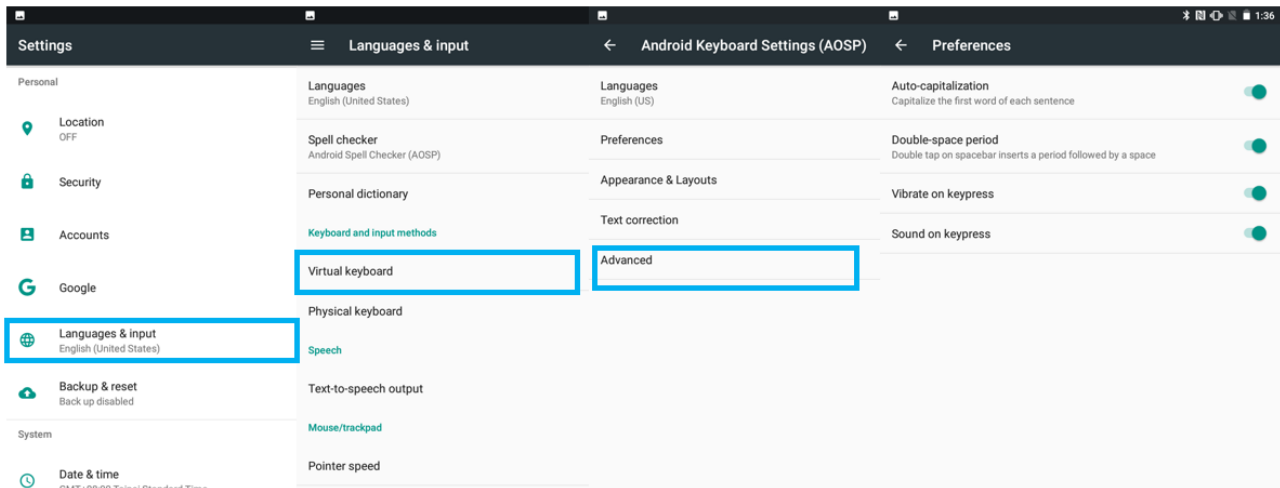 1:36
Settings
Personal
Location
OFF
Security
Accounts
Google
Languages & input
English (United States)
Backup & reset
Back up disabled
System
Date & time
Languages & input
Languages
English (United States)
Spell checker
Android Spell Checker (AOSP)
Personal dictionary
Keyboard and input methods
Virtual keyboard
Physical keyboard
Speech
Text-to-speech output
Mouse/trackpad
Pointer speed
Android Keyboard Settings (AOSP)
Languages
English (US)
Preferences
Appearance & Layouts
Text correction
Advanced
Preferences
Auto-capitalization
Capitalize the first word of each sentence
Double-space period
Double tap on spacebar inserts a period followed by a space
Vibrate on keypress
Sound on keypress